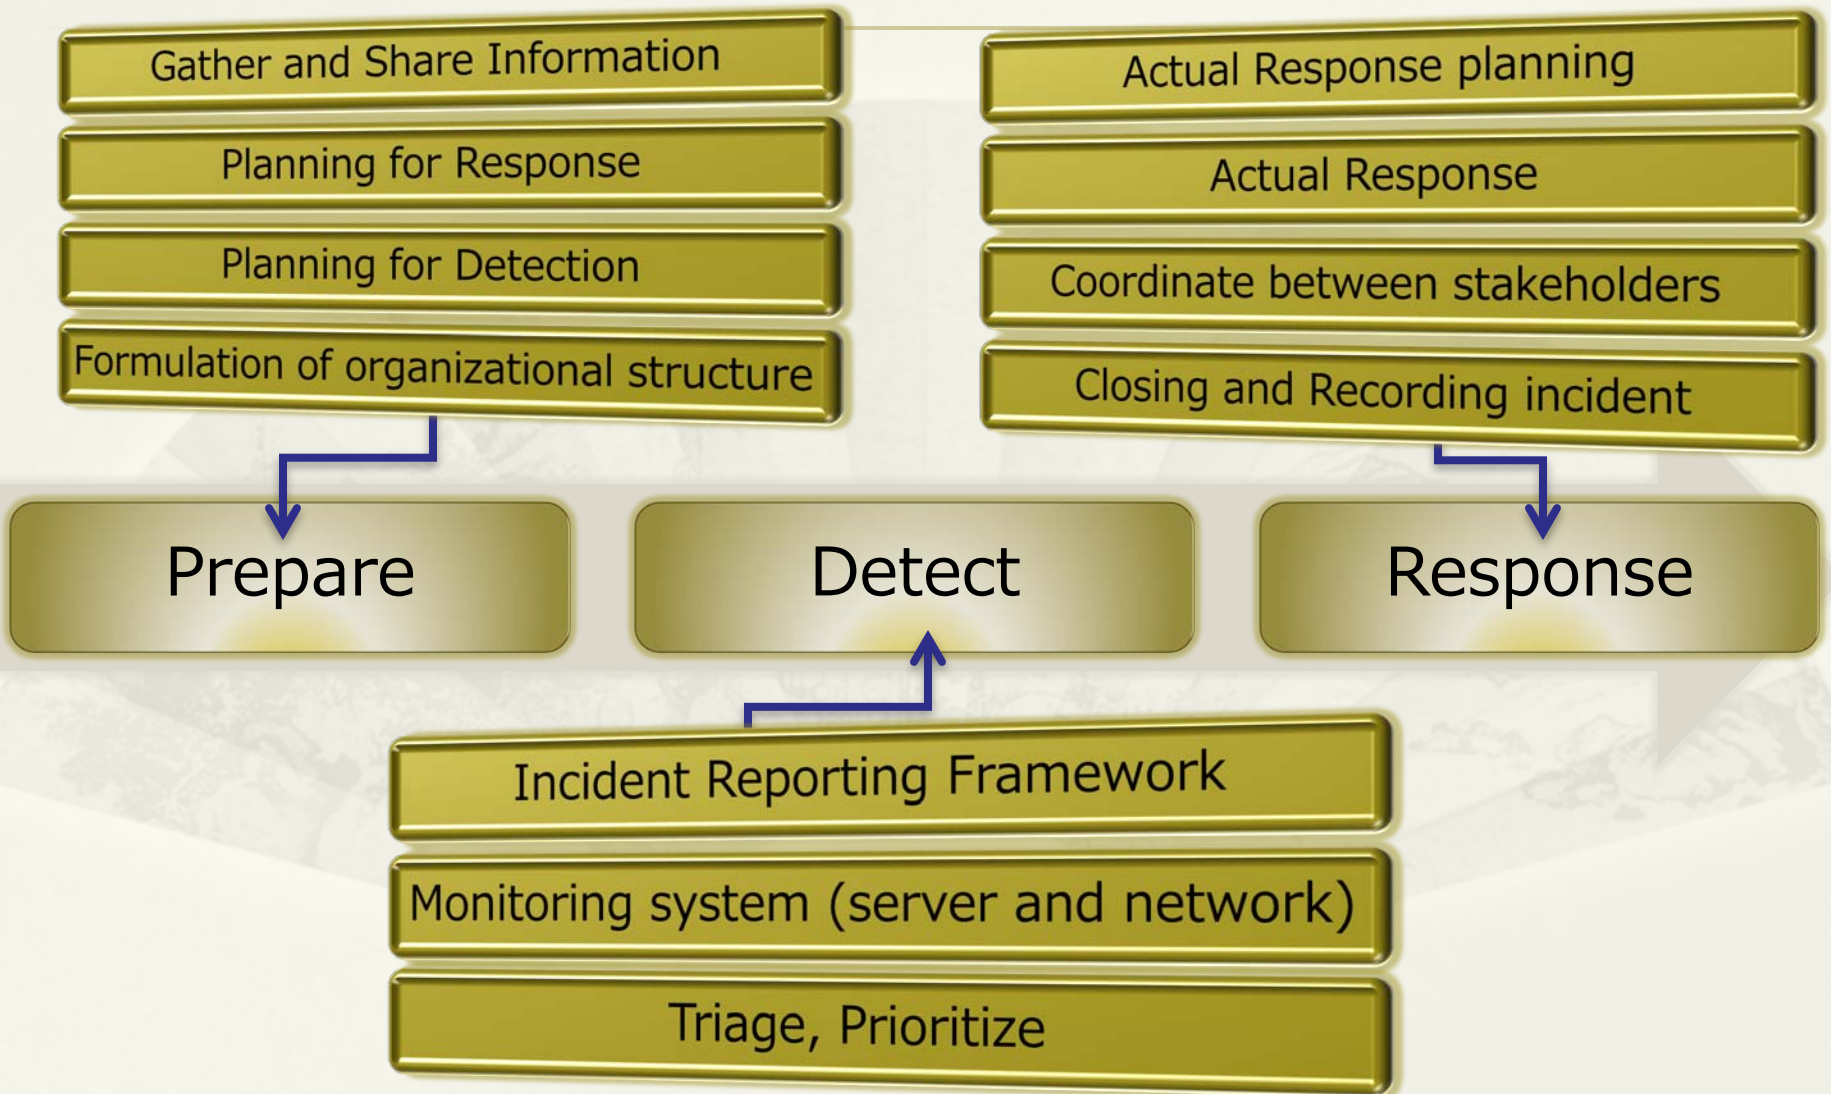 Gather and Share Information
Planning for Response
Planning for Detection
Formulation of organizational structure
Actual Response planning
Actual Response
Coordinate between stakeholders
Closing and Recording incident
Prepare
Detect
Response
Incident Reporting Framework
Monitoring system (server and network)
Triage, Prioritize